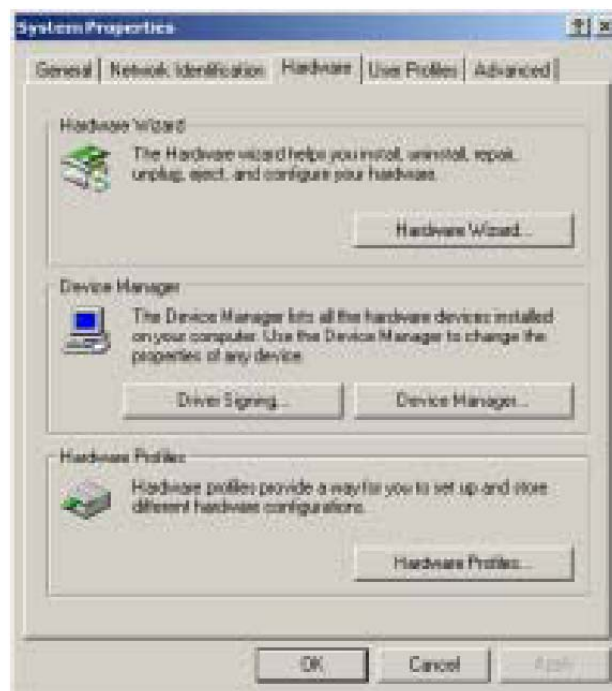 System Properties
General Network Identification Hardware User Profiles Advanced
Hardware Wizard
The Hardware wizard helps you install, uninstall, repair,
unplug, eject, and configure your hardware.
Hardware Wizard...
Device Manager
The Device Manager lists all the hardware devices installed
on your computer. Use the Device Manager to change the
properties of any device.
Driver Signing... Device Manager...
Hardware Profiles
Hardware profiles provide a way for you to set up and store
different hardware configurations.
Hardware Profiles...
OK Cancel Apply